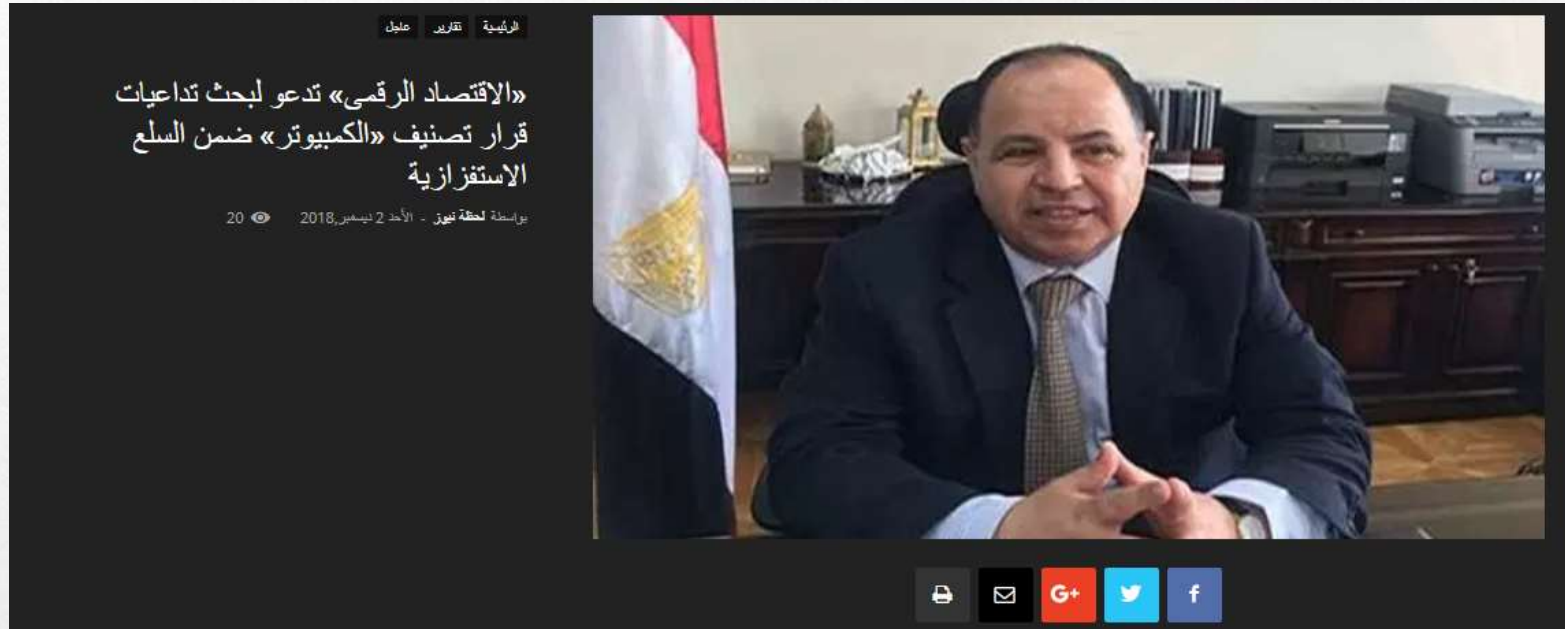 الرئيسية تقارير عاجل
«الاقتصاد الرقمى» تدعو لبحث تداعيات
قرار تصنيف «الكمبيوتر» ضمن السلع
الاستفزازية
بواسطة لحظة نيوز - الأحد 2 ديسمبر,2018 20
G+
f